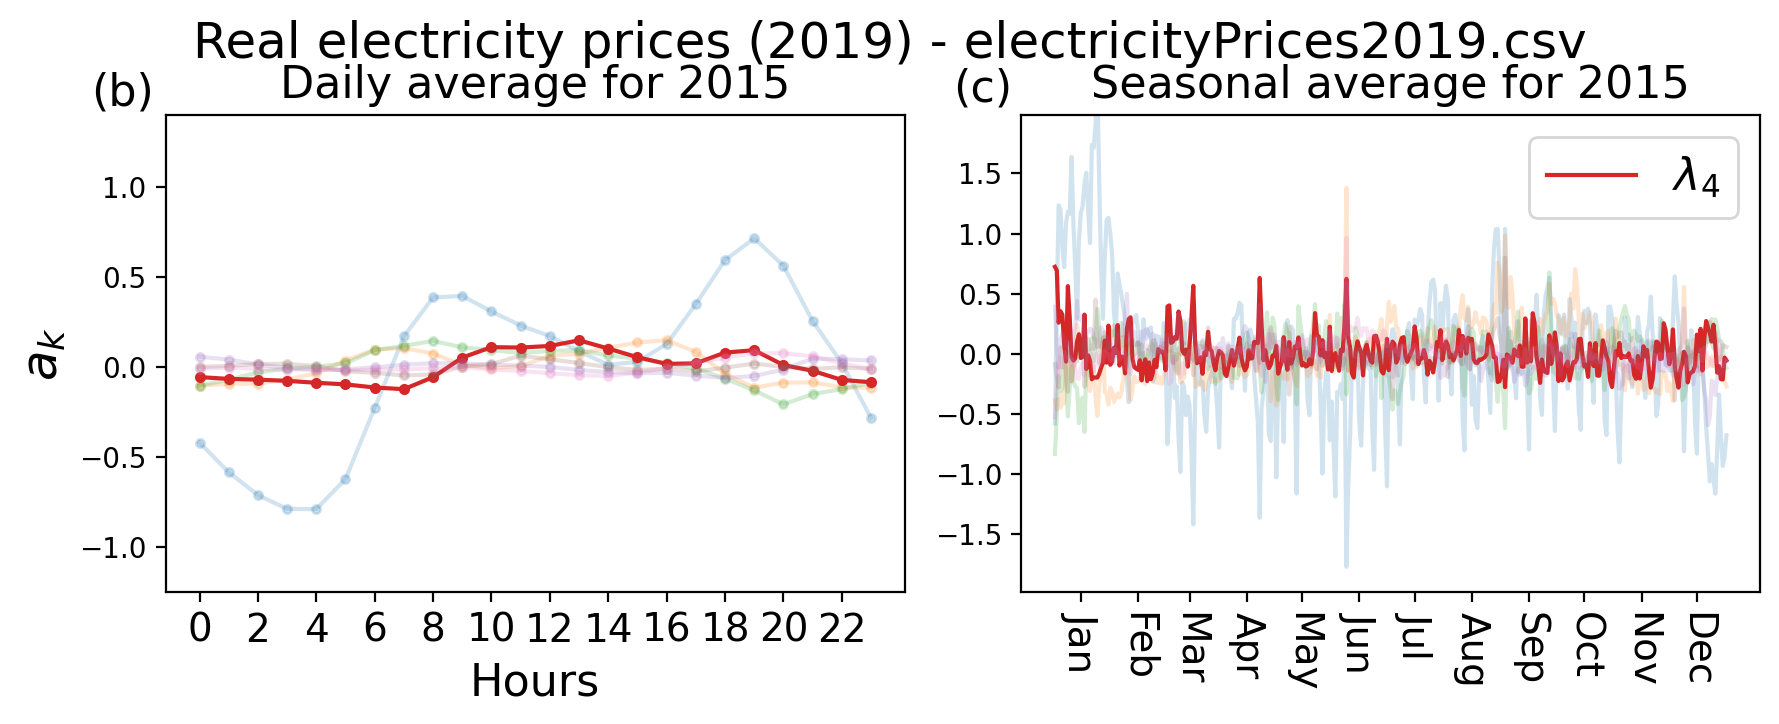 Real electricity prices (2019) - electricityPrices2019.csv
(b) Daily average for 2015
1.0
0.5
0.0
−0.5
−1.0
a_k
0 2 4 6 8 10 12 14 16 18 20 22
Hours
(c) Seasonal average for 2015
λ_4
1.5
1.0
0.5
0.0
−0.5
−1.0
−1.5
Jan Feb Mar Apr May Jun Jul Aug Sep Oct Nov Dec